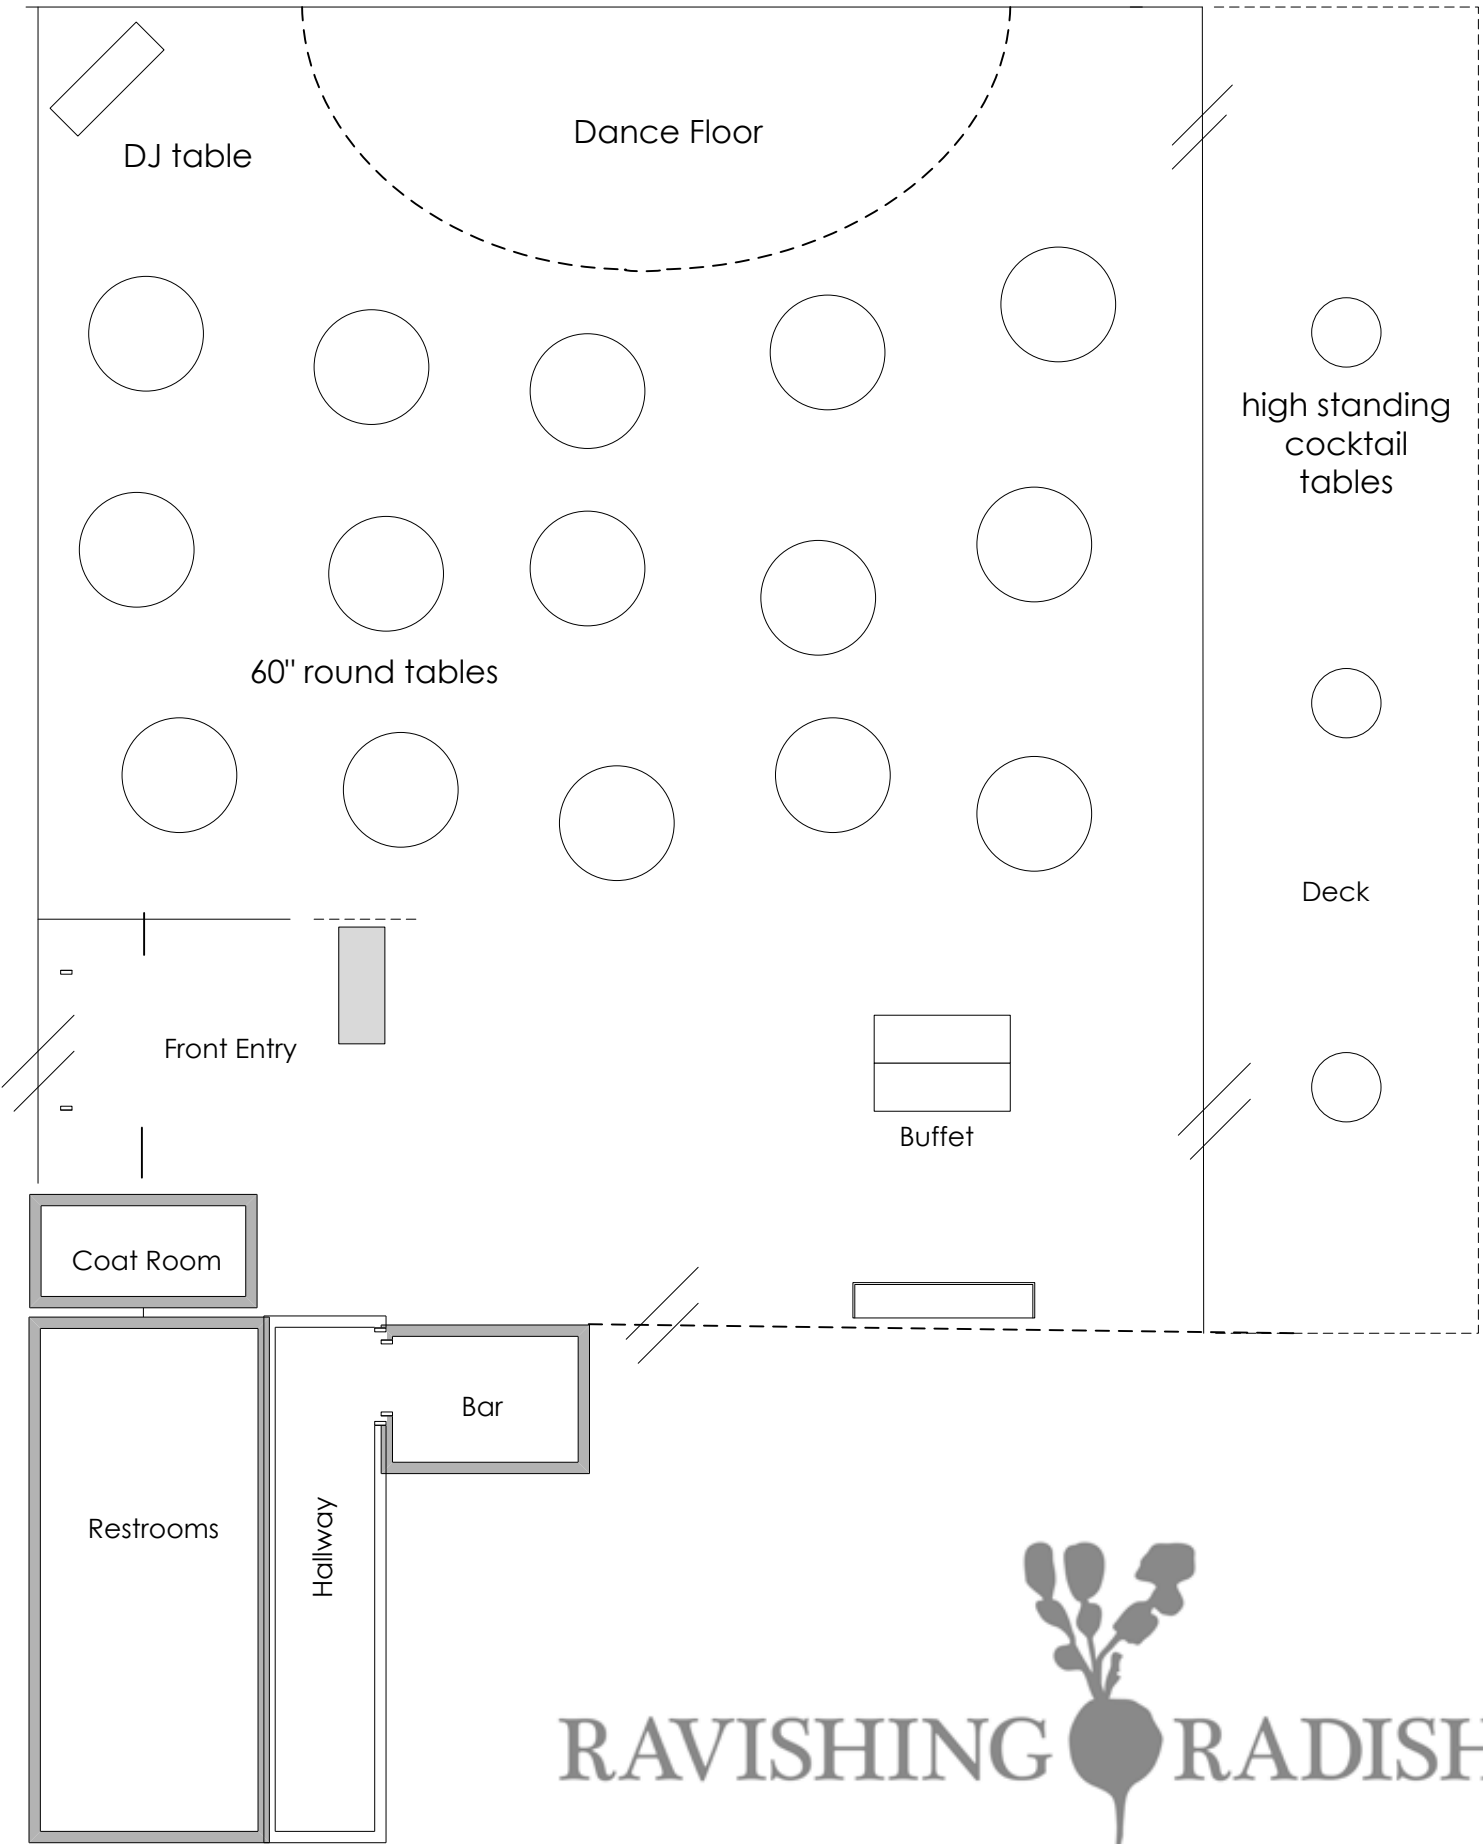 Dance Floor
DJ table
high standing
cocktail
tables
60" round tables
Deck
Front Entry
Buffet
Coat Room
Bar
Restrooms
Hallway
RAVISHING RADISH